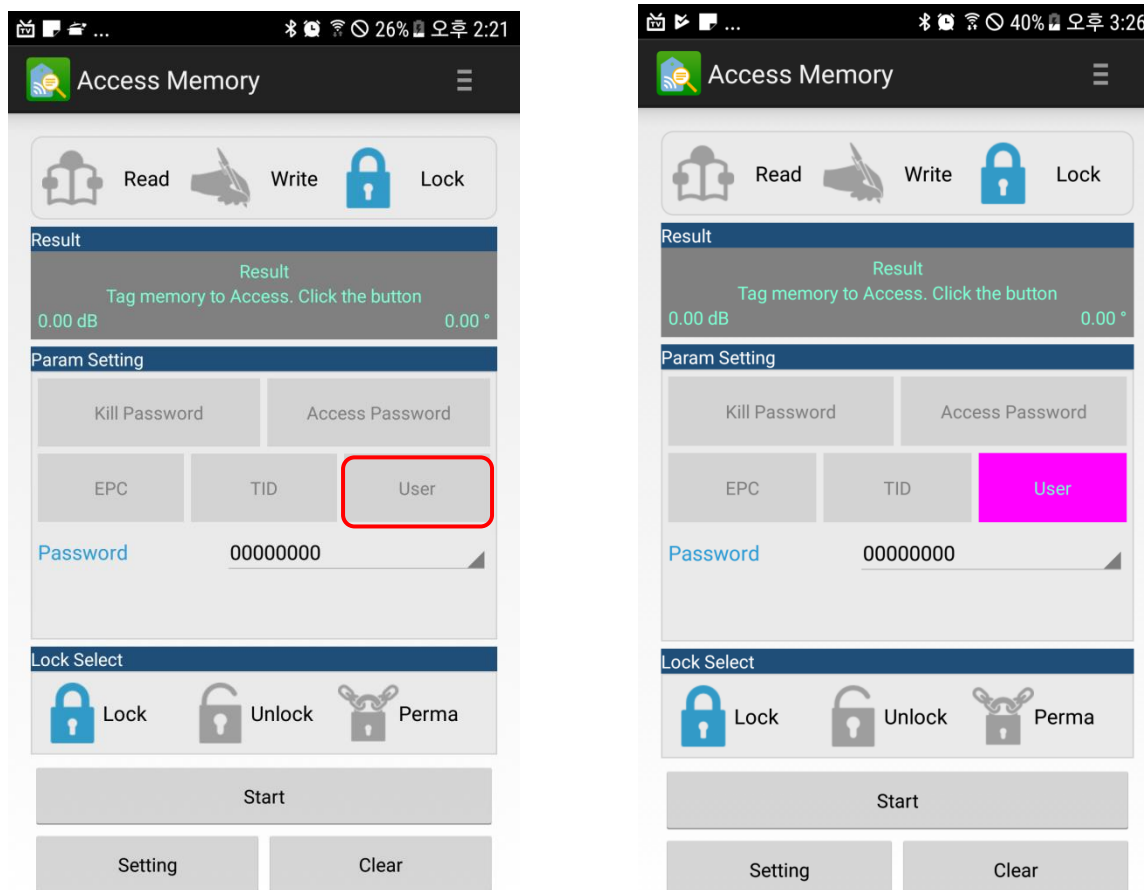 ... 26% 오후 2:21
Access Memory
Read Write Lock
Result
Result
Tag memory to Access. Click the button
0.00 dB 0.00 °
Param Setting
Kill Password Access Password
EPC TID User
Password 00000000
Lock Select
Lock Unlock Perma
Start
Setting Clear
... 40% 오후 3:26
Access Memory
Read Write Lock
Result
Result
Tag memory to Access. Click the button
0.00 dB 0.00 °
Param Setting
Kill Password Access Password
EPC TID User
Password 00000000
Lock Select
Lock Unlock Perma
Start
Setting Clear